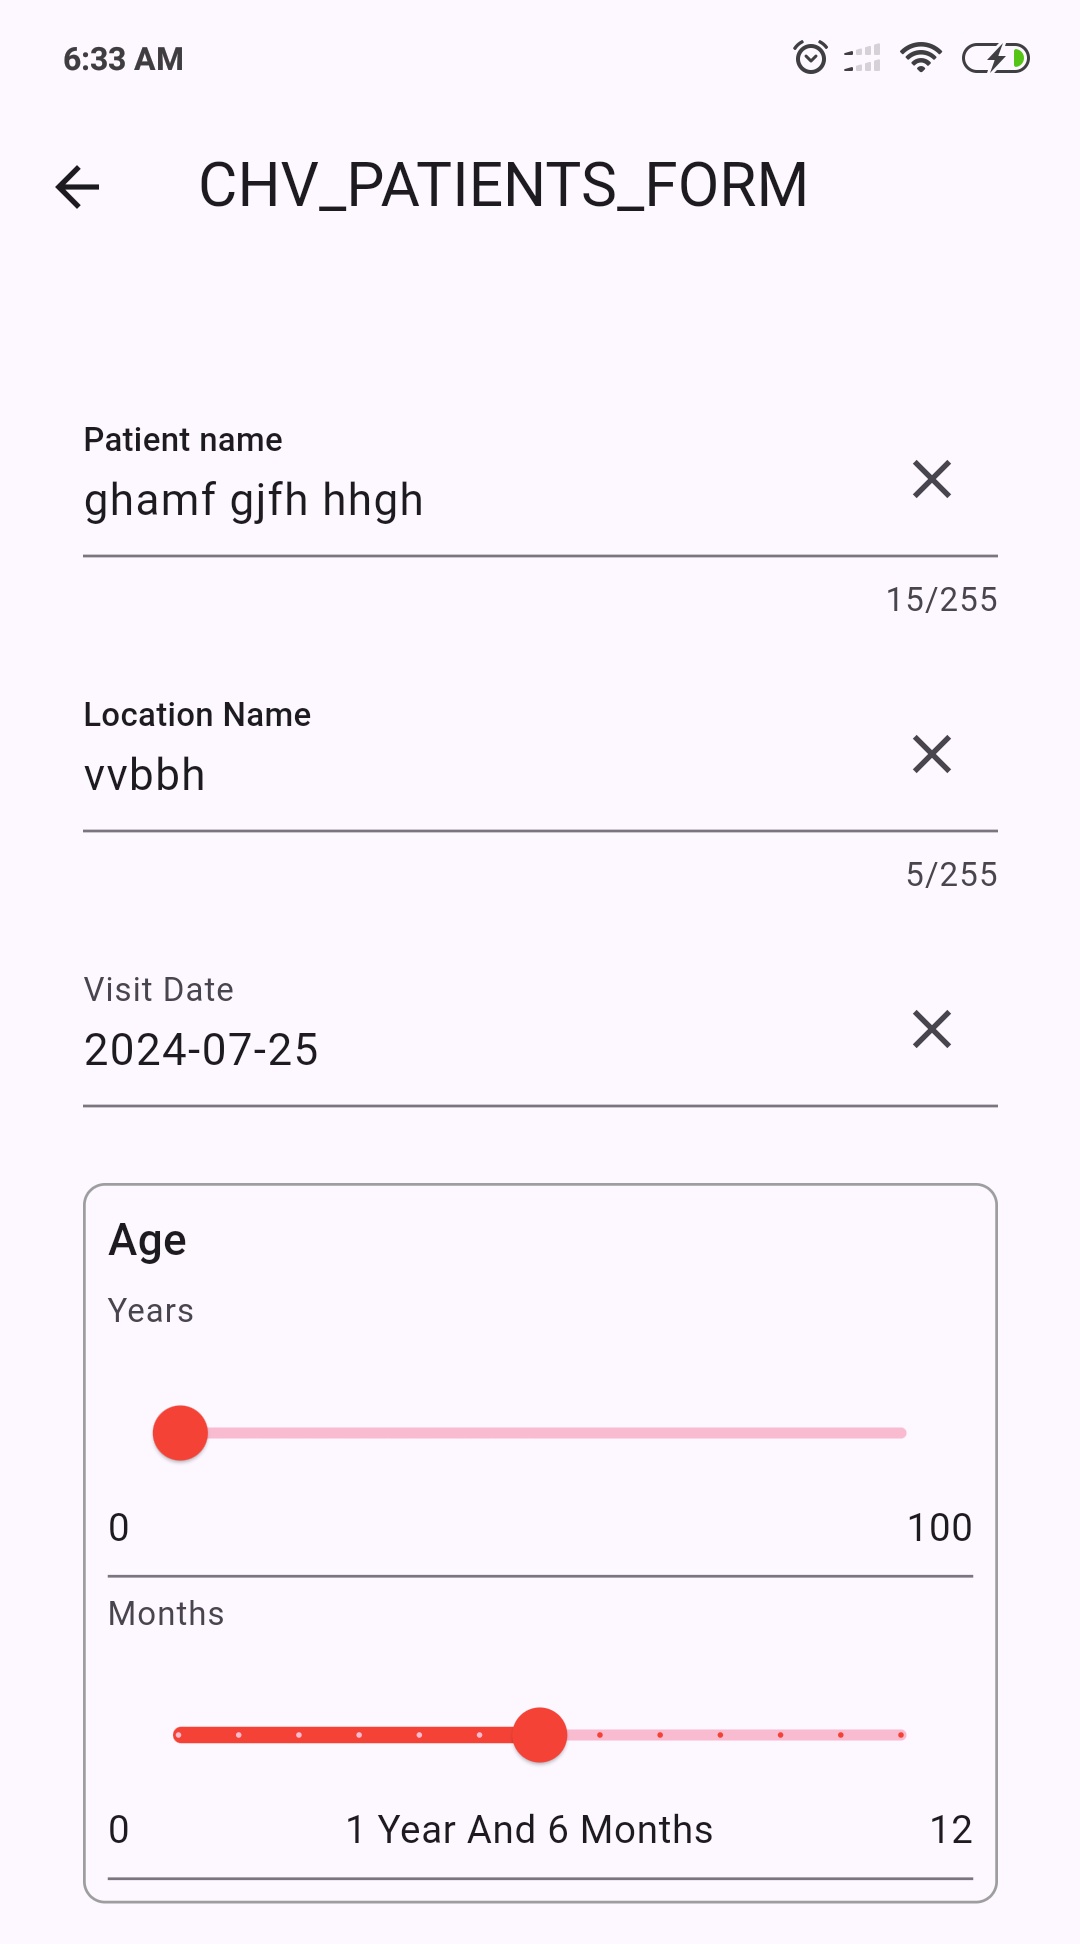 6:33 AM
CHV_PATIENTS_FORM
Patient name
ghamf gjfh hhgh
15/255
Location Name
vvbbh
5/255
Visit Date
2024-07-25
Age
Years
0 100
Months
0 1 Year And 6 Months 12